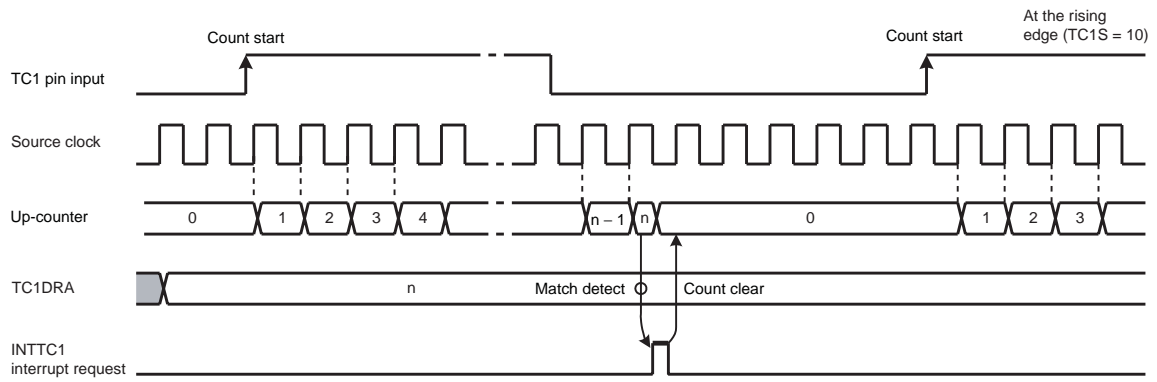 At the rising
edge (TC1S = 10)
Count start
Count start
TC1 pin input
Source clock
Up-counter
0
1
2
3
4
n – 1
n
0
1
2
3
TC1DRA
n
Match detect
Count clear
INTTC1
interrupt request